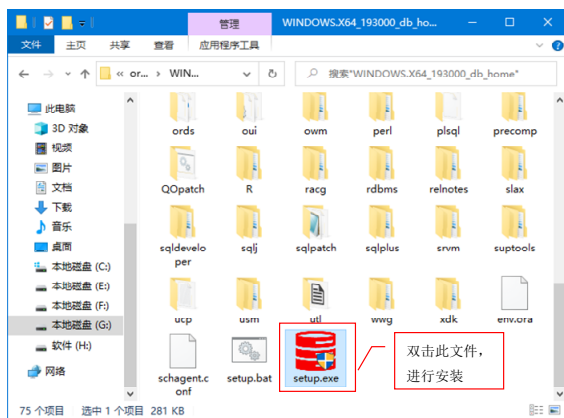 管理
WINDOWS.X64_193000_db_ho...
文件
主页
共享
查看
应用程序工具
« or... › WIN...
搜索"WINDOWS.X64_193000_db_home"
此电脑
3D 对象
视频
图片
文档
下载
音乐
桌面
本地磁盘 (C:)
本地磁盘 (E:)
本地磁盘 (F:)
本地磁盘 (G:)
软件 (H:)
网络
ords
oui
owm
perl
plsql
precomp
QOpatch
R
racg
rdbms
relnotes
slax
sqldevelo
per
sqlj
sqlpatch
sqlplus
srvm
suptools
ucp
usm
utl
wwg
xdk
env.ora
schagent.c
onf
setup.bat
setup.exe
双击此文件，
进行安装
75 个项目
选中 1 个项目 281 KB